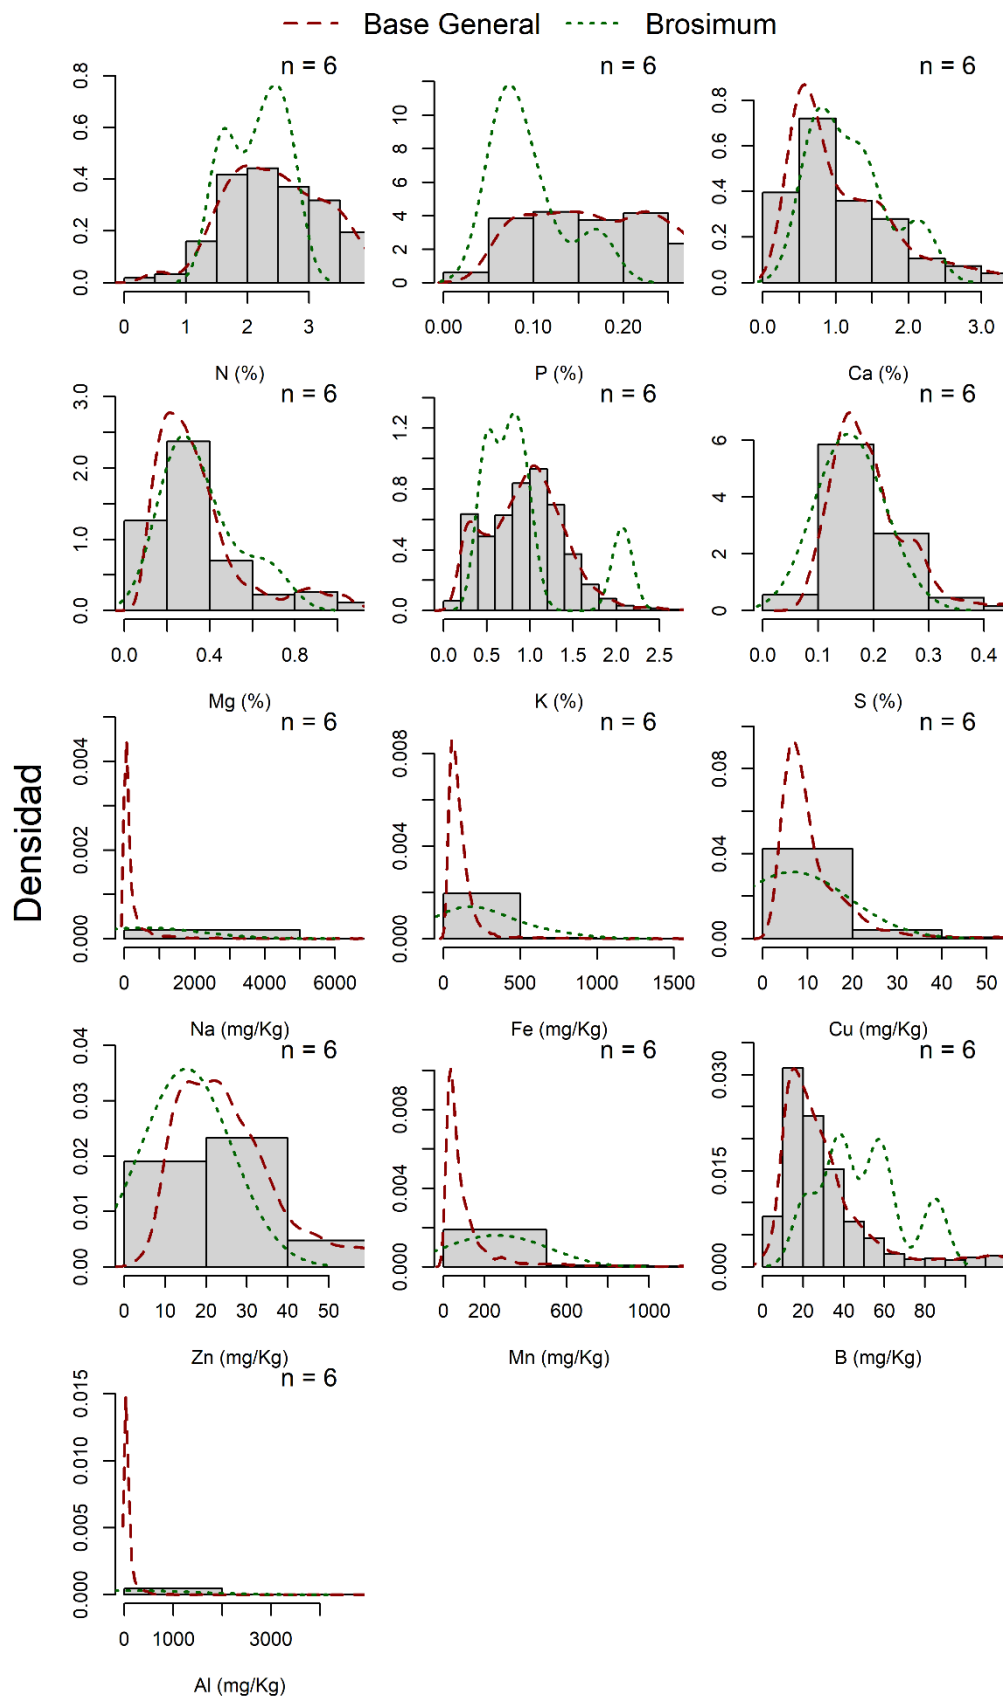 Base General Brosimum
Densidad
n = 6 n = 6 n = 6
0.0 0.2 0.4 0.6 0.8
0 1 3
N (%)
0 2 4 6 8 10
0.00 0.10 0.20
P (%)
0.0 0.2 0.4 0.6 0.8
0.0 1.0 2.0 3.0
Ca (%)
n = 6 n = 6 n = 6
0.0 1.0 2.0 3.0
0.0 0.4 0.8
Mg (%)
0.0 0.4 0.8 1.2
0.0 0.5 1.0 1.5 2.0 2.5
K (%)
0 2 4 6
0.0 0.1 0.2 0.3 0.4
S (%)
n = 6 n = 6 n = 6
0.000 0.002 0.004
0 2000 4000 6000
Na (mg/Kg)
0.000 0.004 0.008
0 500 1000 1500
Fe (mg/Kg)
0.00 0.04 0.08
0 10 20 30 40 50
Cu (mg/Kg)
n = 6 n = 6 n = 6
0.00 0.01 0.02 0.03 0.04
0 10 20 30 40 50
Zn (mg/Kg)
0.000 0.004 0.008
0 200 600 1000
Mn (mg/Kg)
0.000 0.015 0.030
0 20 40 60 80
B (mg/Kg)
n = 6
0.000 0.005 0.010 0.015
0 1000 3000
Al (mg/Kg)